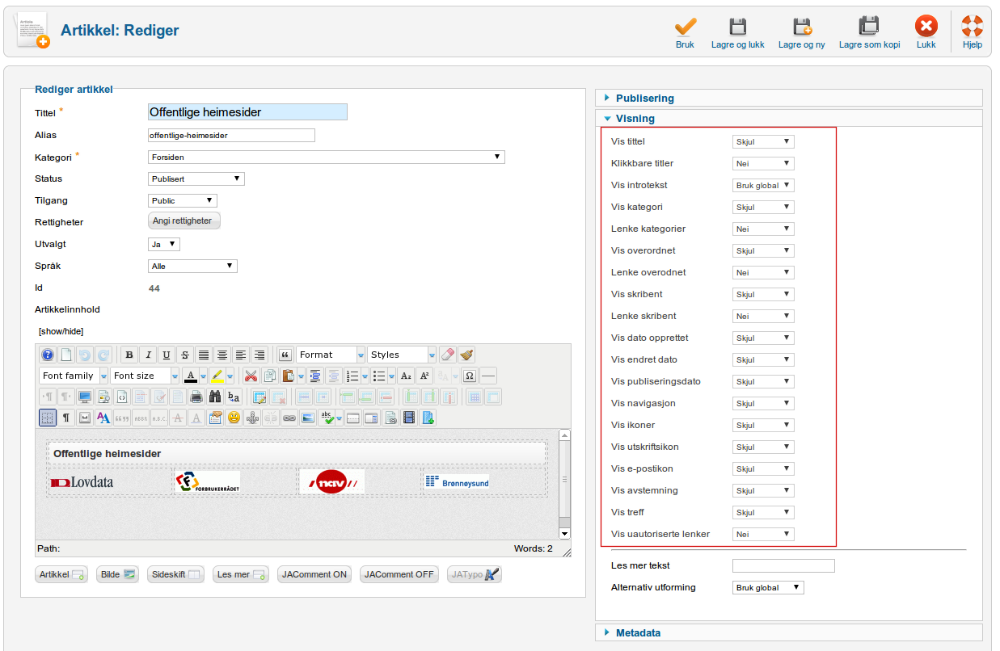 Artikkel: Rediger
Bruk
Lagre og lukk
Lagre og ny
Lagre som kopi
Lukk
Hjelp
Rediger artikkel
Tittel * Offentlige heimesider
Alias offentlige-heimesider
Kategori * Forsiden
Status Publisert
Tilgang Public
Rettigheter Angi rettigheter
Utvalgt Ja
Språk Alle
Id 44
Artikkelinnhold
[show/hide]
B I U S Format Styles
Font family Font size A A₂ A² Ω
Offentlige heimesider
Lovdata FORBRUKERRÅDET nav Brønnøysund
Path: Words: 2
Artikkel Bilde Sideskift Les mer JAComment ON JAComment OFF JATypo
Publisering
Visning
Vis tittel Skjul
Klikkbare titler Nei
Vis introtekst Bruk global
Vis kategori Skjul
Lenke kategorier Nei
Vis overordnet Skjul
Lenke overodnet Nei
Vis skribent Skjul
Lenke skribent Nei
Vis dato opprettet Skjul
Vis endret dato Skjul
Vis publiseringsdato Skjul
Vis navigasjon Skjul
Vis ikoner Skjul
Vis utskriftsikon Skjul
Vis e-postikon Skjul
Vis avstemning Skjul
Vis treff Skjul
Vis uautoriserte lenker Nei
Les mer tekst
Alternativ utforming Bruk global
Metadata